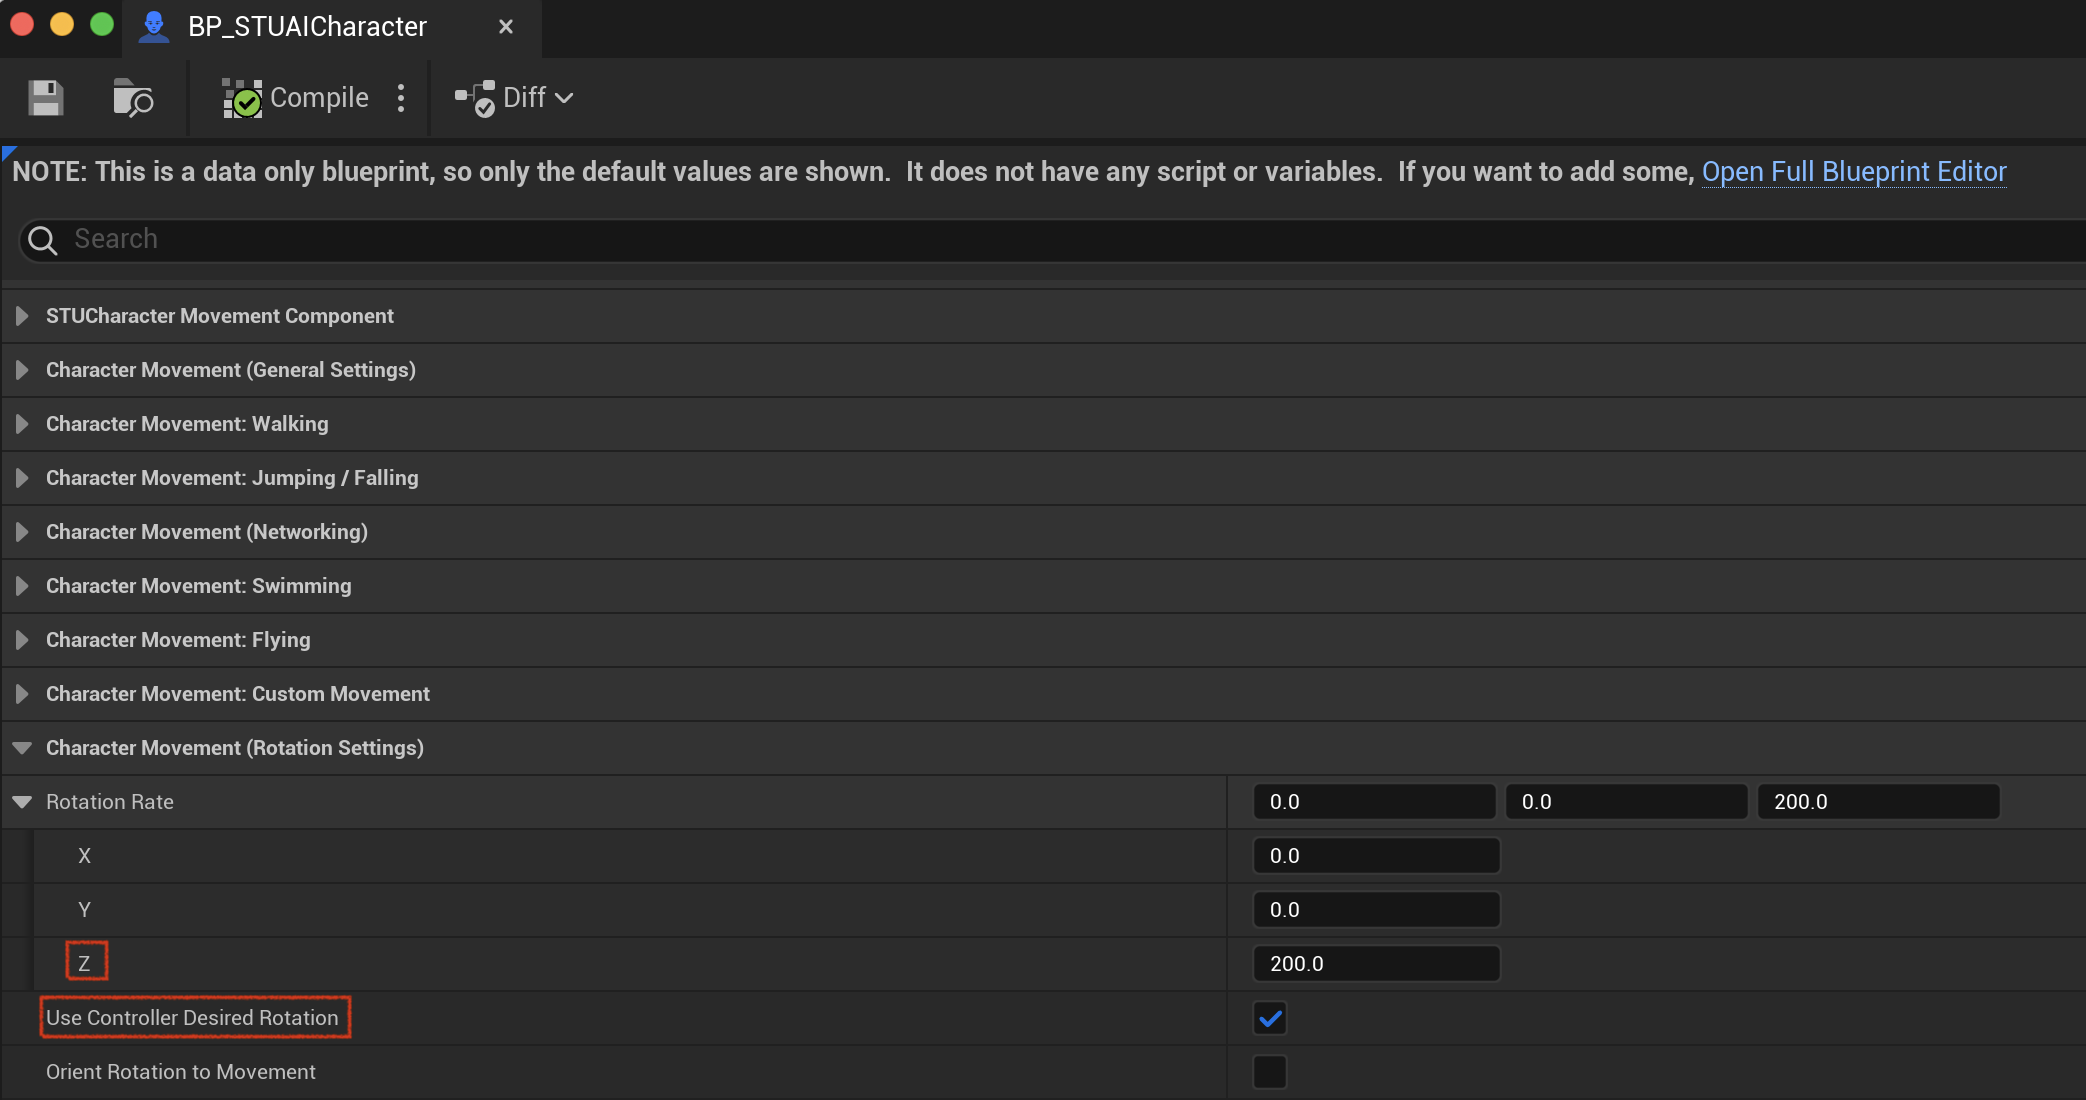 BP_STUAICharacter
Compile
Diff
NOTE: This is a data only blueprint, so only the default values are shown.  It does not have any script or variables.  If you want to add some, Open Full Blueprint Editor
Search
STUCharacter Movement Component
Character Movement (General Settings)
Character Movement: Walking
Character Movement: Jumping / Falling
Character Movement (Networking)
Character Movement: Swimming
Character Movement: Flying
Character Movement: Custom Movement
Character Movement (Rotation Settings)
Rotation Rate 0.0 0.0 200.0
X 0.0
Y 0.0
Z 200.0
Use Controller Desired Rotation
Orient Rotation to Movement